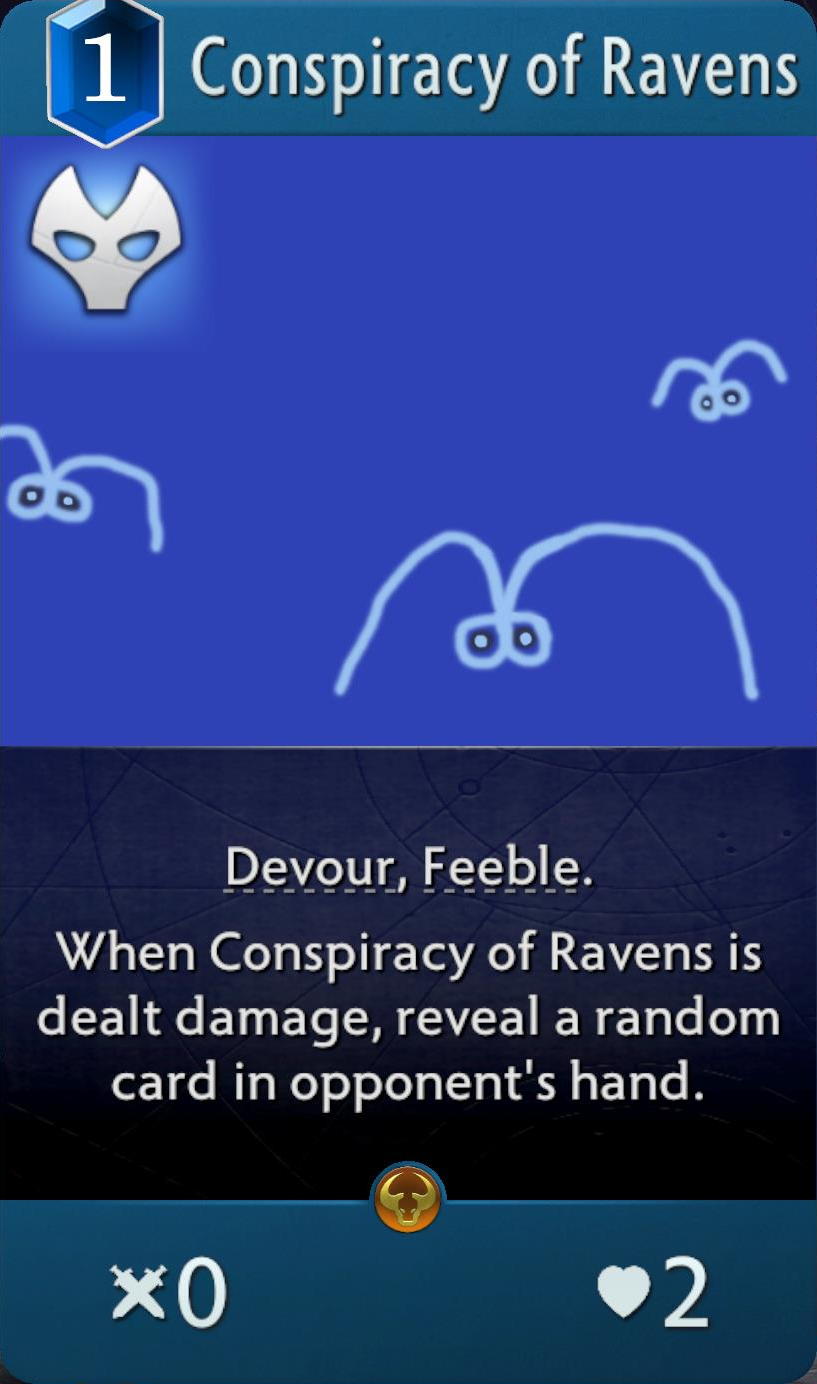 1
Conspiracy of Ravens
Devour, Feeble.
When Conspiracy of Ravens is
dealt damage, reveal a random
card in opponent's hand.
0
2